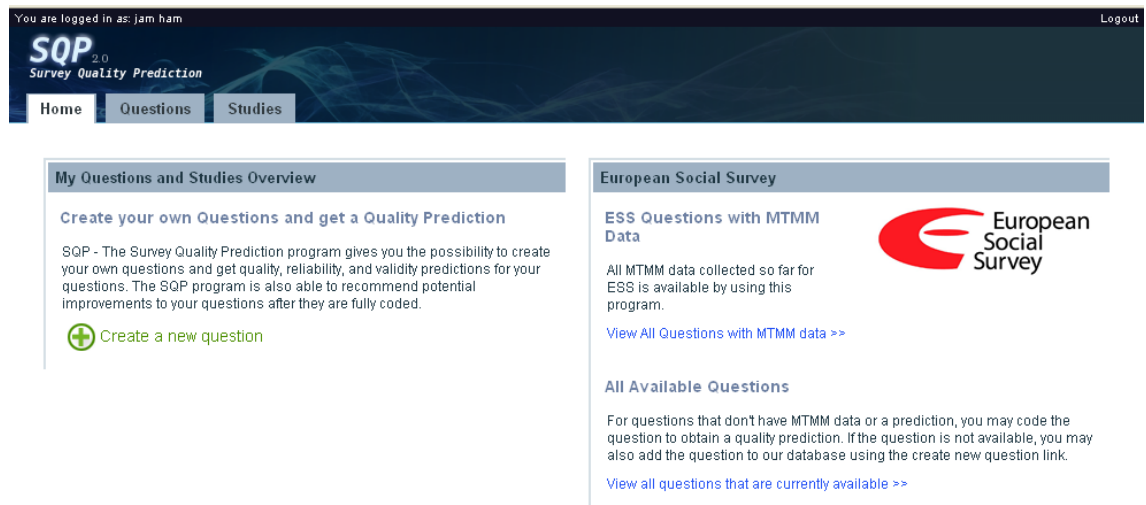 You are logged in as: jam ham
Logout
SQP 2.0
Survey Quality Prediction
Home
Questions
Studies
My Questions and Studies Overview
Create your own Questions and get a Quality Prediction
SQP - The Survey Quality Prediction program gives you the possibility to create
your own questions and get quality, reliability, and validity predictions for your
questions. The SQP program is also able to recommend potential
improvements to your questions after they are fully coded.
Create a new question
European Social Survey
ESS Questions with MTMM
Data
All MTMM data collected so far for
ESS is available by using this
program.
View All Questions with MTMM data >>
European
Social
Survey
All Available Questions
For questions that don't have MTMM data or a prediction, you may code the
question to obtain a quality prediction. If the question is not available, you may
also add the question to our database using the create new question link.
View all questions that are currently available >>